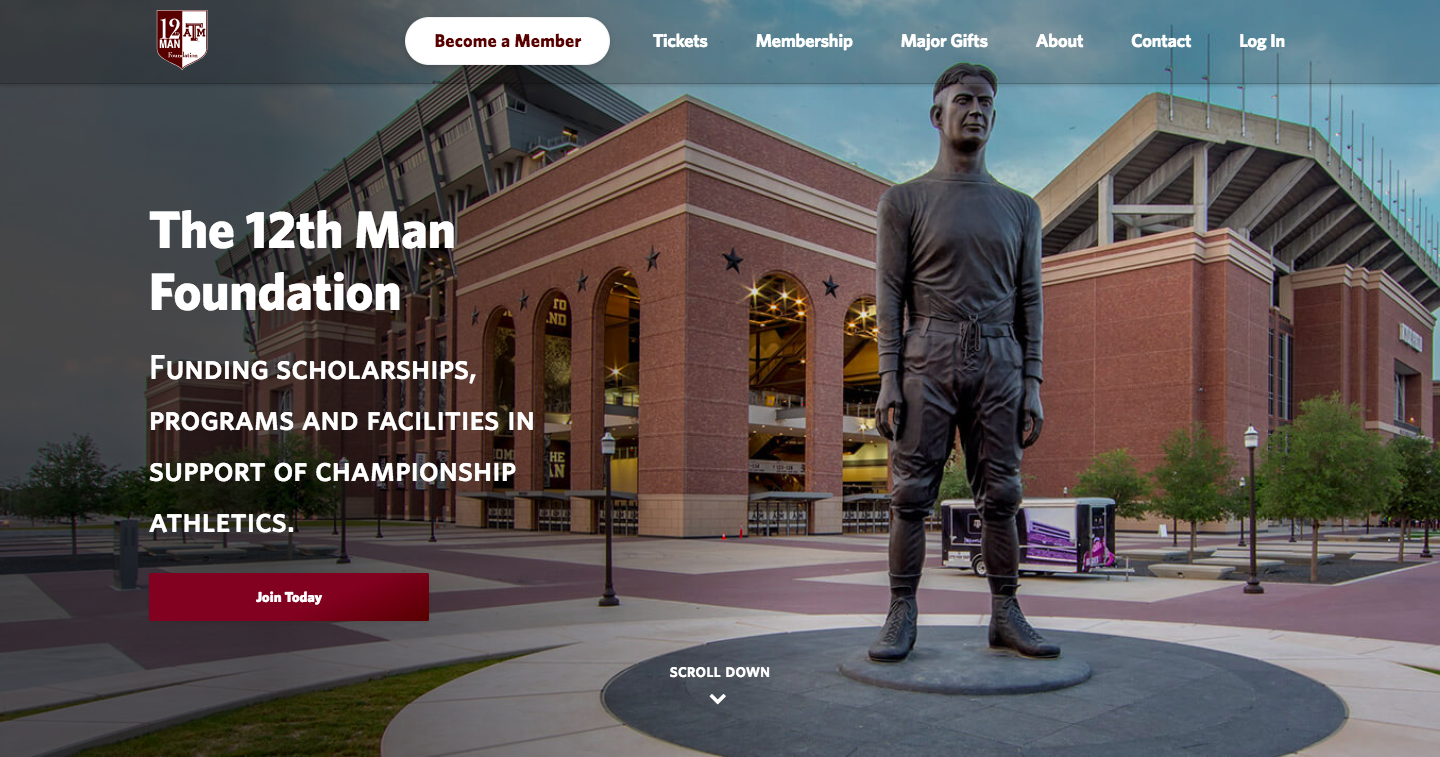 12
MAN
ATM
Foundation
Become a Member
Tickets
Membership
Major Gifts
About
Contact
Log In
The 12th Man
Foundation
Funding scholarships,
programs and facilities in
support of championship
athletics.
Join Today
SCROLL DOWN